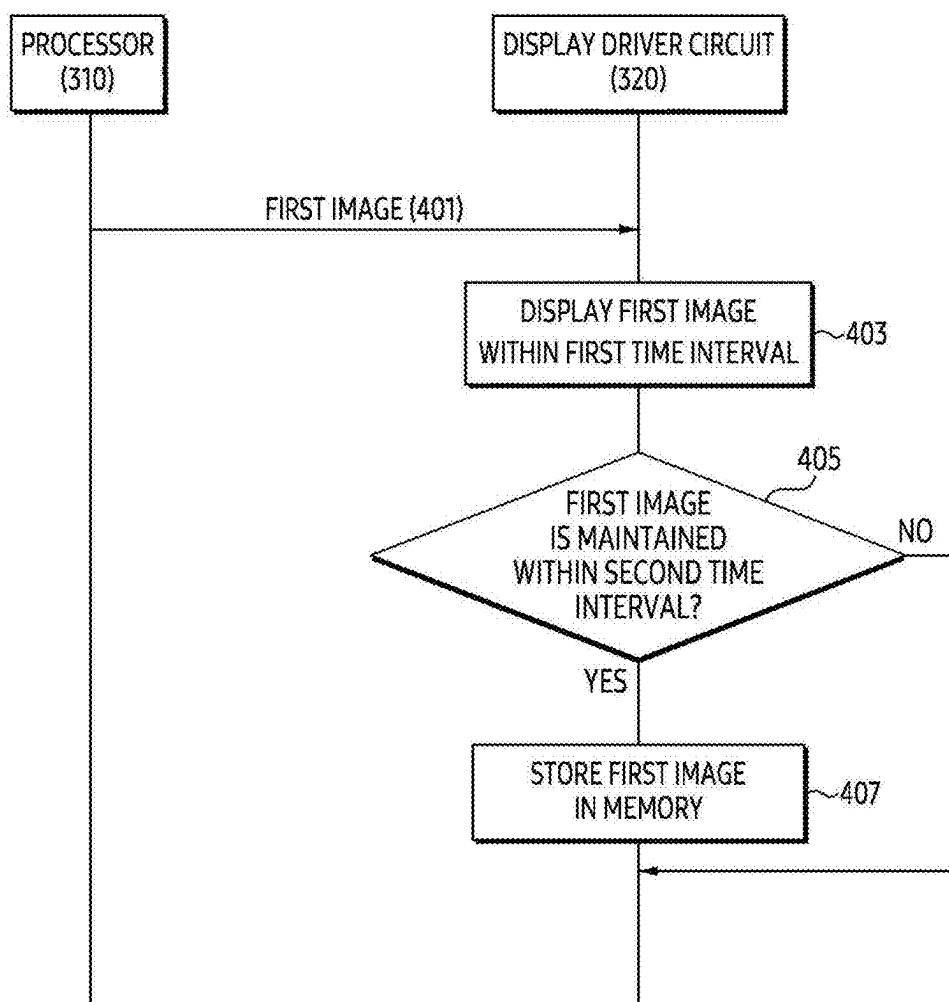 PROCESSOR
(310)
DISPLAY DRIVER CIRCUIT
(320)
FIRST IMAGE (401)
DISPLAY FIRST IMAGE
WITHIN FIRST TIME INTERVAL
403
405
FIRST IMAGE
IS MAINTAINED
WITHIN SECOND TIME
INTERVAL?
NO
YES
STORE FIRST IMAGE
IN MEMORY
407